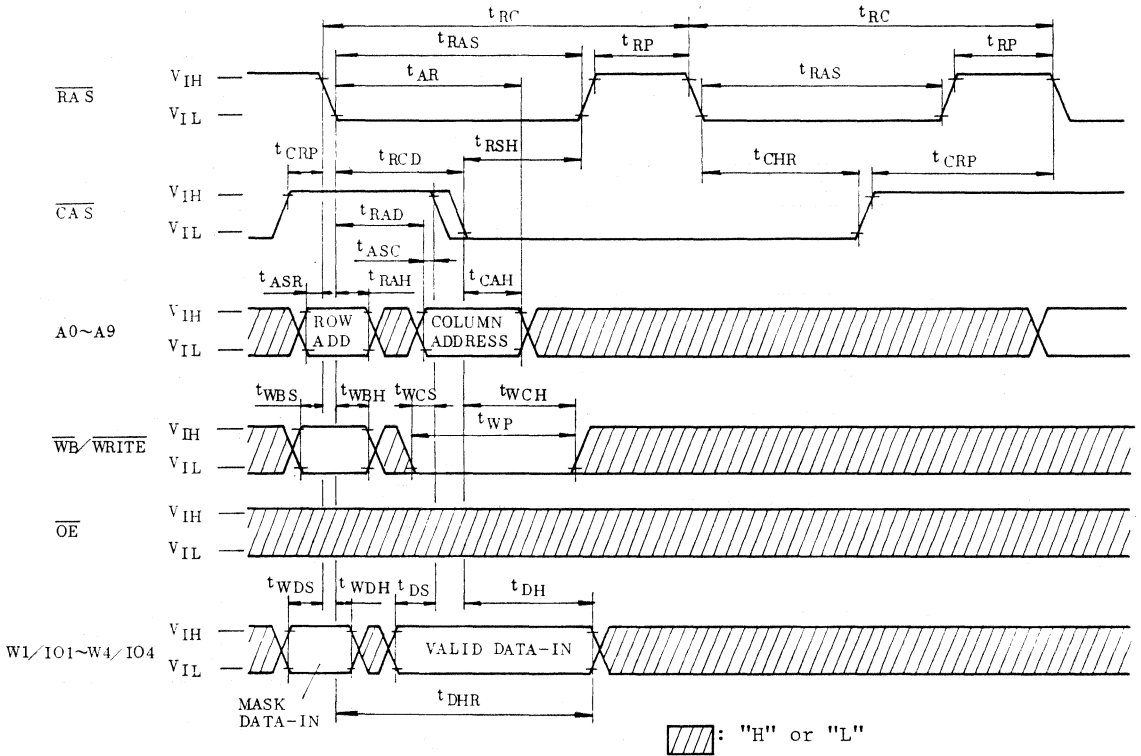 tRC tRC
tRAS tRP tRP
tAR tRAS
RAS VIH
VIL
tCRP tRCD tRSH tCHR tCRP
CAS VIH
VIL
tRAD
tASC
tASR tRAH tCAH
A0~A9 VIH ROW ADD COLUMN ADDRESS
VIL
tWBS tWBH tWCS tWCH
tWP
WB/WRITE VIH
VIL
OE VIH
VIL
tWDS tWDH tDS tDH
W1/IO1~W4/IO4 VIH VALID DATA-IN
VIL
MASK DATA-IN
tDHR
: "H" or "L"